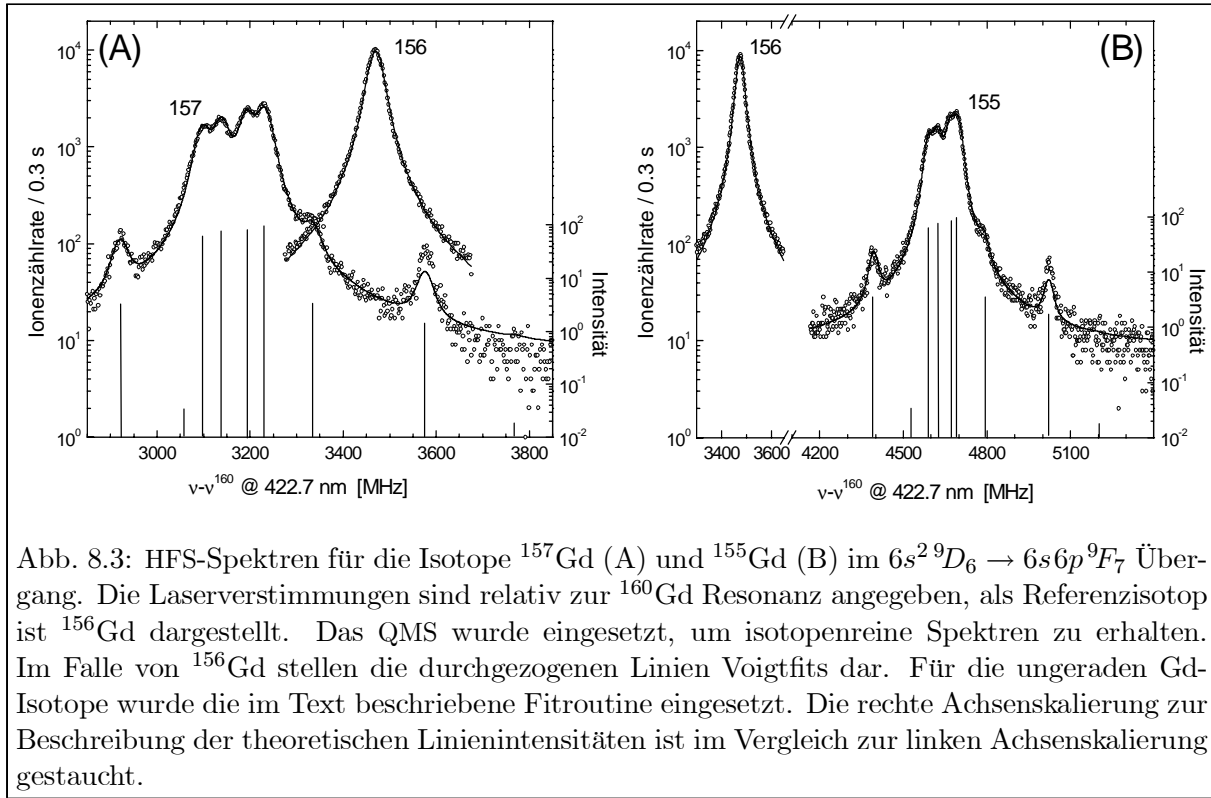 (A)
156
157
10⁴
10³
10²
10¹
10⁰
Ionenzählrate / 0.3 s
10²
10¹
10⁰
10⁻¹
10⁻²
Intensität
3000 3200 3400 3600 3800
ν-ν¹⁶⁰ @ 422.7 nm [MHz]
156
(B)
155
10⁴
10³
10²
10¹
10⁰
Ionenzählrate / 0.3 s
10²
10¹
10⁰
10⁻¹
10⁻²
Intensität
3400 3600 4200 4500 4800 5100
ν-ν¹⁶⁰ @ 422.7 nm [MHz]
Abb. 8.3: HFS-Spektren für die Isotope ¹⁵⁷Gd (A) und ¹⁵⁵Gd (B) im 6s² ⁹D₆ → 6s6p ⁹F₇ Über-
gang. Die Laserverstimmungen sind relativ zur ¹⁶⁰Gd Resonanz angegeben, als Referenzisotop
ist ¹⁵⁶Gd dargestellt. Das QMS wurde eingesetzt, um isotopenreine Spektren zu erhalten.
Im Falle von ¹⁵⁶Gd stellen die durchgezogenen Linien Voigtfits dar. Für die ungeraden Gd-
Isotope wurde die im Text beschriebene Fitroutine eingesetzt. Die rechte Achsenskalierung zur
Beschreibung der theoretischen Linienintensitäten ist im Vergleich zur linken Achsenskalierung
gestaucht.